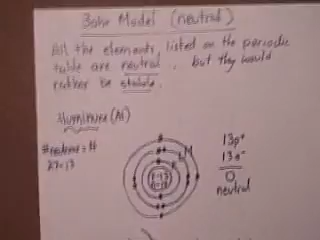 Bohr Model (neutral)
All the elements, listed on the periodic
table are neutral, but they would
rather be stable.
Aluminum (Al)
13p⁺
13e⁻
0
neutral